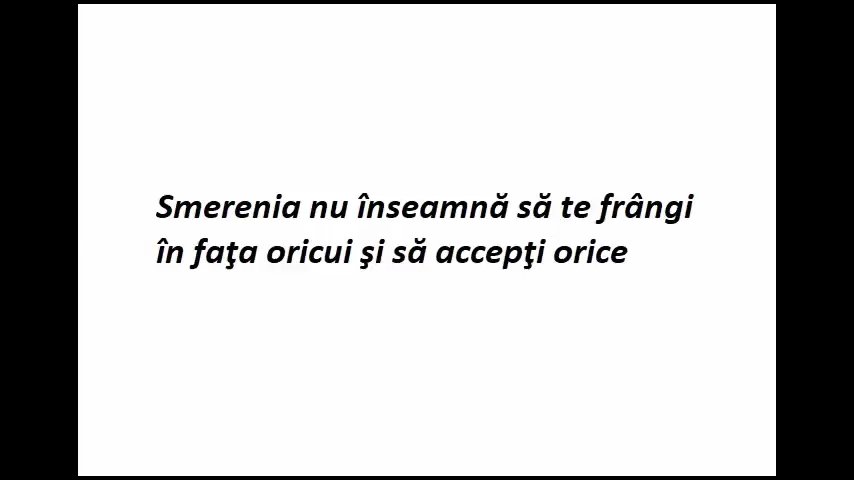 Smerenia nu înseamnă să te frângi
în faţa oricui şi să accepţi orice